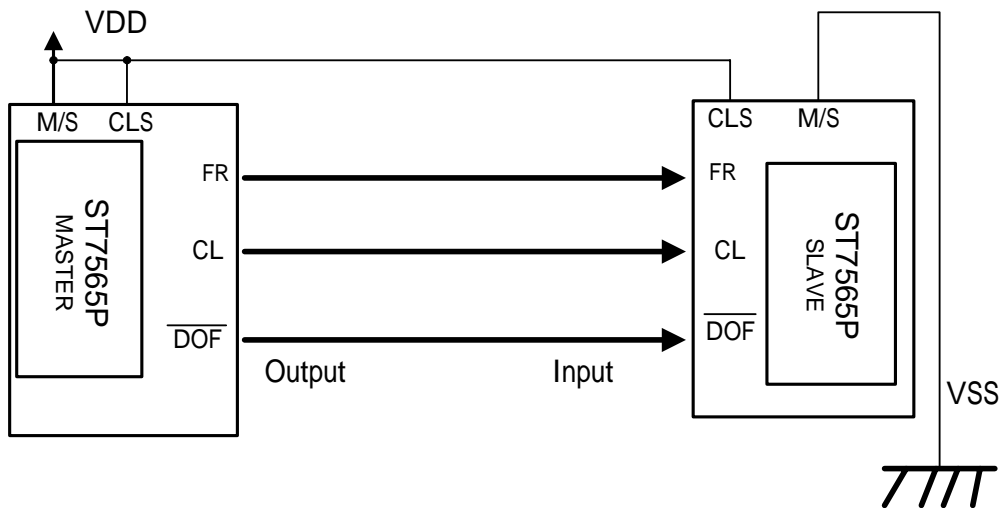 VDD
M/S CLS
CLS M/S
FR
FR
ST7565P
MASTER
ST7565P
SLAVE
CL
CL
DOF
DOF
Output
Input
VSS